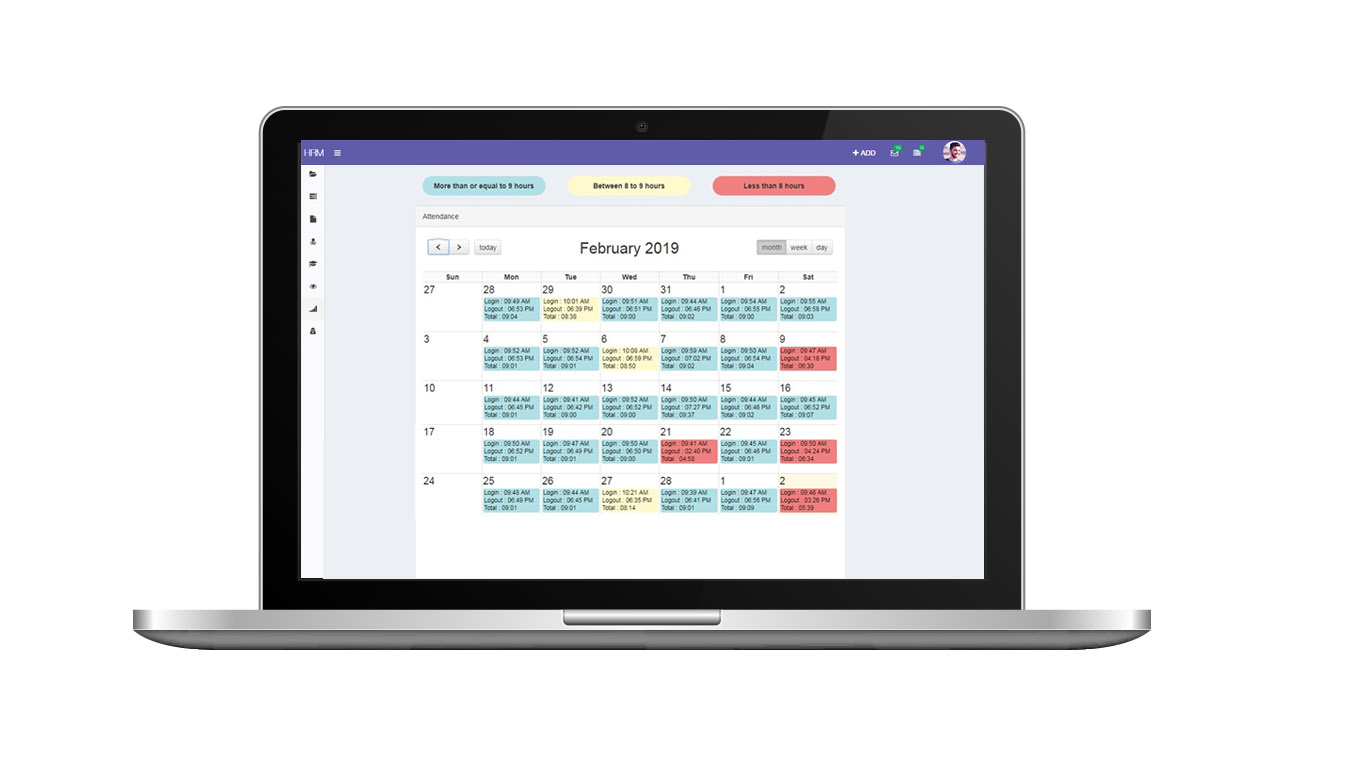 HRM
+ ADD
More than or equal to 9 hours Between 8 to 9 hours Less than 8 hours
Attendance
today February 2019 month week day
Sun Mon Tue Wed Thu Fri Sat
27 28 29 30 31 1 2
Login : 09:49 AM Login : 10:01 AM Login : 09:51 AM Login : 09:44 AM Login : 09:54 AM Login : 09:55 AM
Logout : 06:53 PM Logout : 06:39 PM Logout : 06:51 PM Logout : 06:46 PM Logout : 06:55 PM Logout : 06:58 PM
Total : 09:04 Total : 08:38 Total : 09:00 Total : 09:02 Total : 09:00 Total : 09:03
3 4 5 6 7 8 9
Login : 09:52 AM Login : 09:52 AM Login : 10:08 AM Login : 09:59 AM Login : 09:50 AM Login : 09:47 AM
Logout : 06:53 PM Logout : 06:54 PM Logout : 06:59 PM Logout : 07:02 PM Logout : 06:54 PM Logout : 04:18 PM
Total : 09:01 Total : 09:01 Total : 08:50 Total : 09:02 Total : 09:04 Total : 06:30
10 11 12 13 14 15 16
Login : 09:44 AM Login : 09:41 AM Login : 09:52 AM Login : 09:50 AM Login : 09:44 AM Login : 09:45 AM
Logout : 06:45 PM Logout : 06:42 PM Logout : 06:52 PM Logout : 07:27 PM Logout : 06:46 PM Logout : 06:52 PM
Total : 09:01 Total : 09:00 Total : 09:00 Total : 09:37 Total : 09:02 Total : 09:07
17 18 19 20 21 22 23
Login : 09:50 AM Login : 09:47 AM Login : 09:50 AM Login : 09:41 AM Login : 09:45 AM Login : 09:50 AM
Logout : 06:52 PM Logout : 06:49 PM Logout : 06:50 PM Logout : 02:40 PM Logout : 06:46 PM Logout : 04:24 PM
Total : 09:01 Total : 09:01 Total : 09:00 Total : 04:58 Total : 09:01 Total : 06:34
24 25 26 27 28 1 2
Login : 09:48 AM Login : 09:44 AM Login : 10:21 AM Login : 09:39 AM Login : 09:47 AM Login : 09:46 AM
Logout : 06:49 PM Logout : 06:45 PM Logout : 06:35 PM Logout : 06:41 PM Logout : 06:56 PM Logout : 03:26 PM
Total : 09:01 Total : 09:01 Total : 08:14 Total : 09:01 Total : 09:09 Total : 05:39